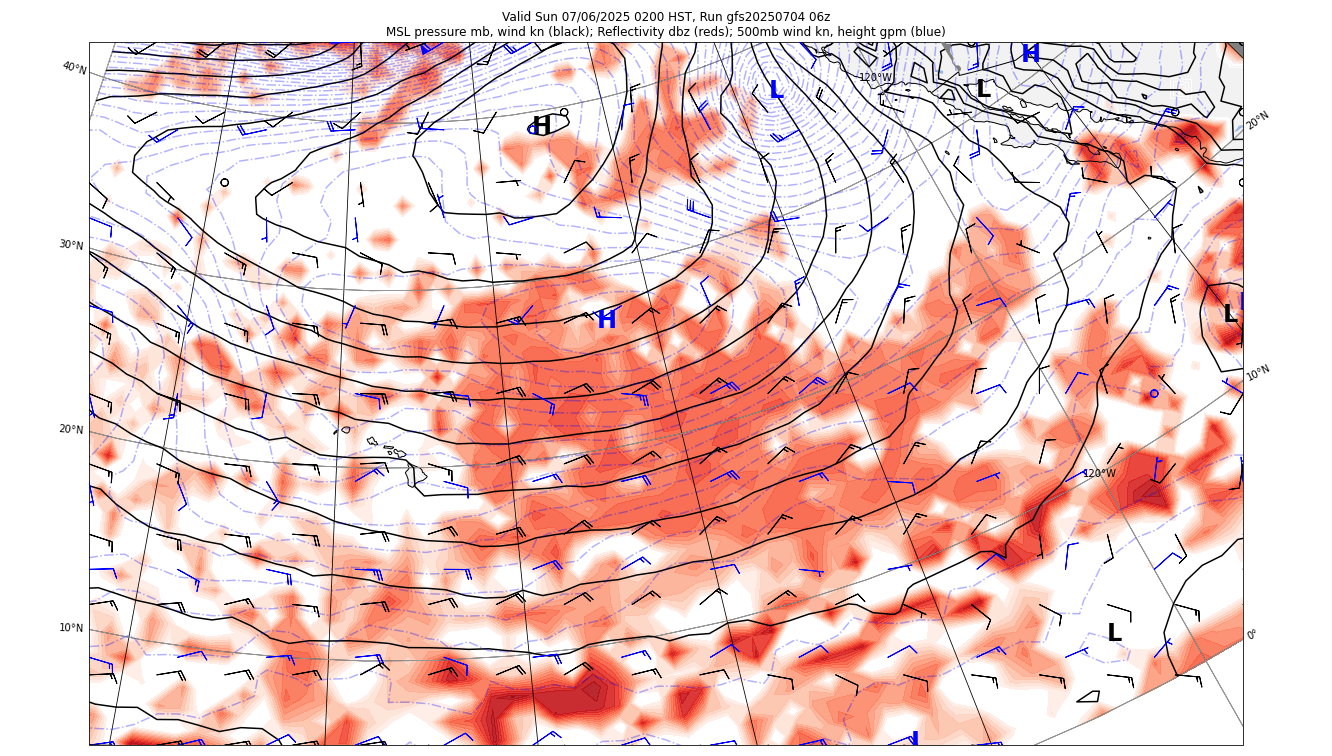 Valid Sun 07/06/2025 0200 HST, Run gfs20250704 06z
MSL pressure mb, wind kn (black); Reflectivity dbz (reds); 500mb wind kn, height gpm (blue)
H
40°N
120°W
L
L
20°N
H
30°N
H
L
10°N
20°N
120°W
10°N
L
0°
L